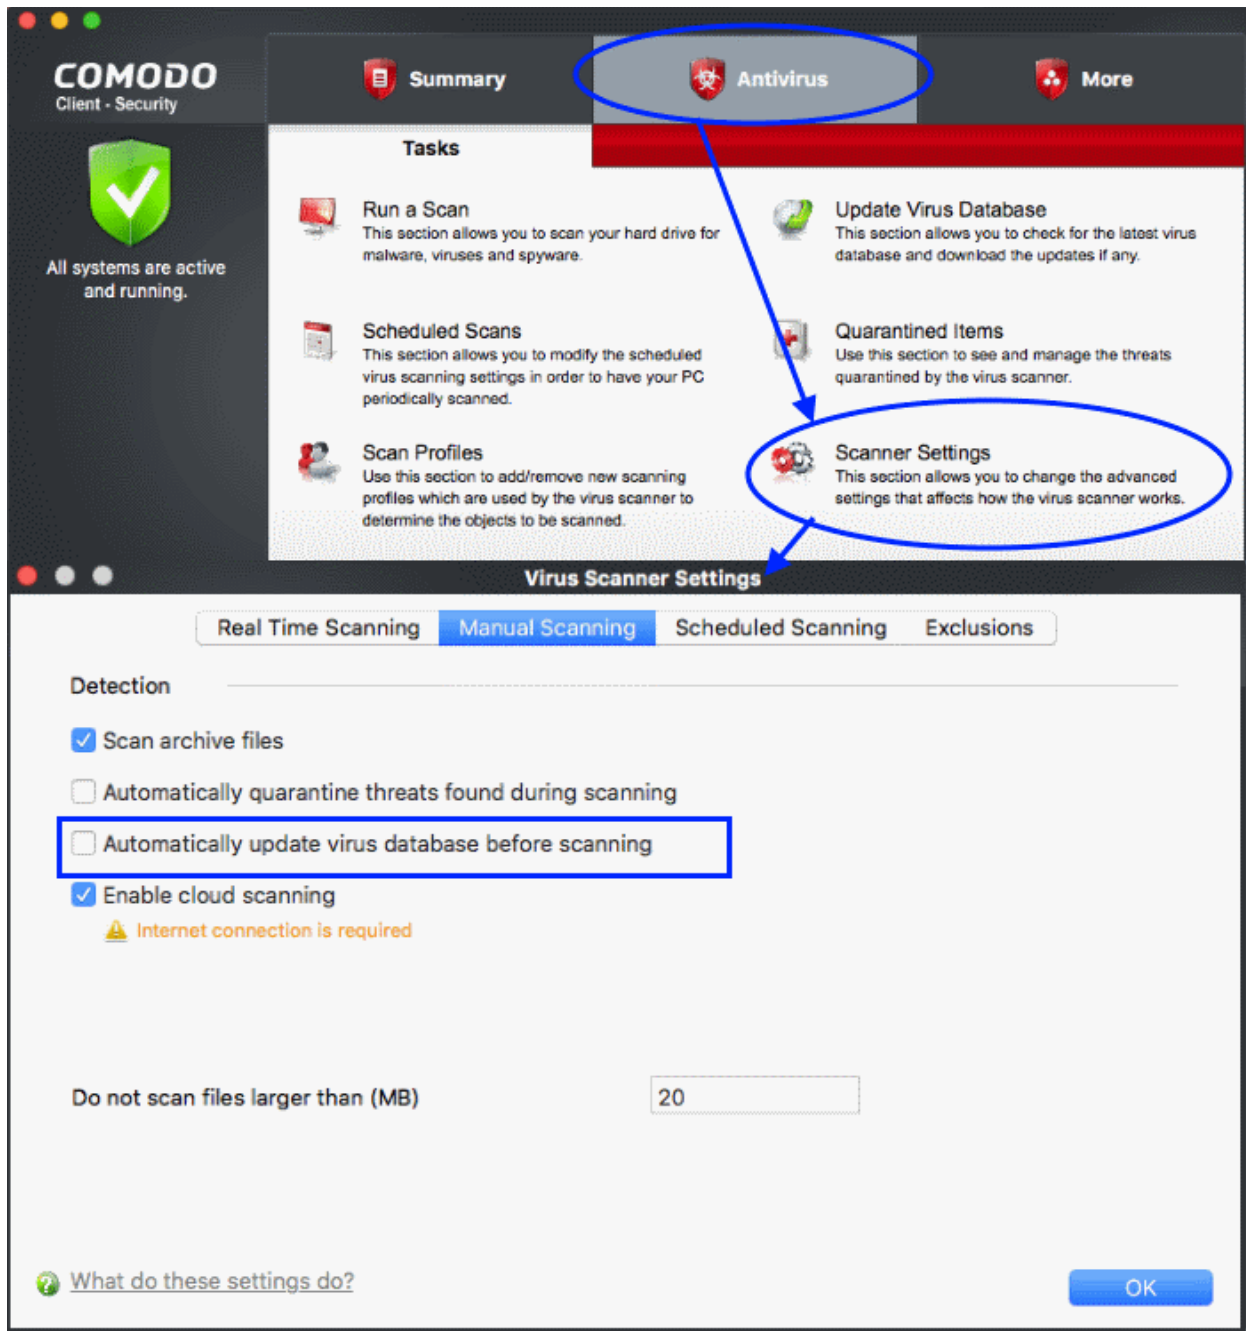 COMODO
Client - Security
Summary
Antivirus
More
Tasks
All systems are active
and running.
Run a Scan
This section allows you to scan your hard drive for
malware, viruses and spyware.
Update Virus Database
This section allows you to check for the latest virus
database and download the updates if any.
Scheduled Scans
This section allows you to modify the scheduled
virus scanning settings in order to have your PC
periodically scanned.
Quarantined Items
Use this section to see and manage the threats
quarantined by the virus scanner.
Scan Profiles
Use this section to add/remove new scanning
profiles which are used by the virus scanner to
determine the objects to be scanned.
Scanner Settings
This section allows you to change the advanced
settings that affects how the virus scanner works.
Virus Scanner Settings
Real Time Scanning
Manual Scanning
Scheduled Scanning
Exclusions
Detection
Scan archive files
Automatically quarantine threats found during scanning
Automatically update virus database before scanning
Enable cloud scanning
Internet connection is required
Do not scan files larger than (MB)
20
What do these settings do?
OK